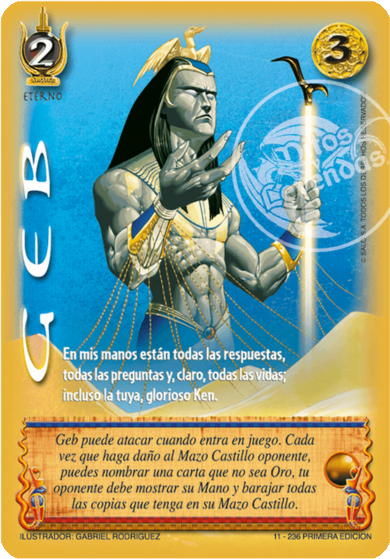 2
3
ETERNO
GEB
Mitos
Leyendas
En mis manos están todas las respuestas,
todas las preguntas y, claro, todas las vidas;
incluso la tuya, glorioso Ken.
Geb puede atacar cuando entra en juego. Cada
vez que haga daño al Mazo Castillo oponente,
puedes nombrar una carta que no sea Oro, tu
oponente debe mostrar su Mano y barajar todas
las copias que tenga en su Mazo Castillo.
ILUSTRADOR: GABRIEL RODRIGUEZ
11 - 236 PRIMERA EDICION